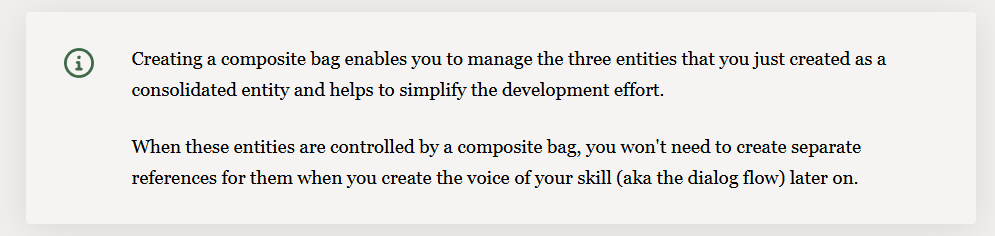 Creating a composite bag enables you to manage the three entities that you just created as a
consolidated entity and helps to simplify the development effort.
When these entities are controlled by a composite bag, you won't need to create separate
references for them when you create the voice of your skill (aka the dialog flow) later on.